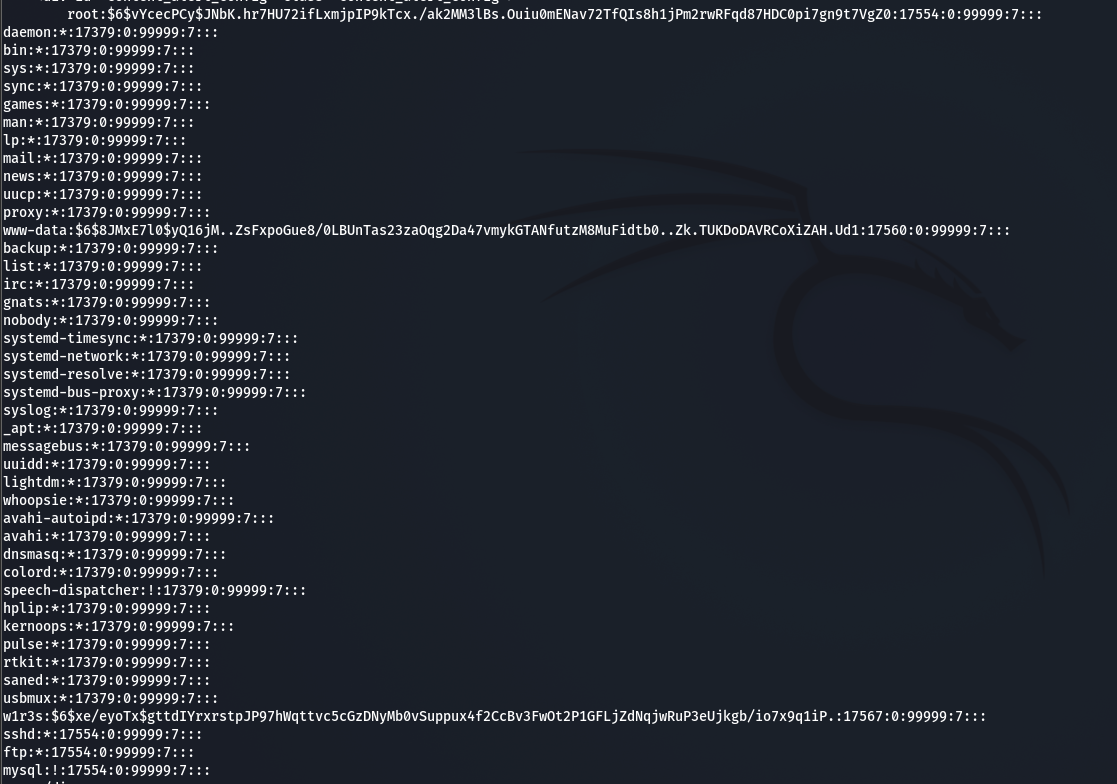 root:$6$vYcecPCy$JNbK.hr7HU72ifLxmjpIP9kTcx./ak2MM3lBs.Ouiu0mENav72TfQIs8h1jPm2rwRFqd87HDC0pi7gn9t7VgZ0:17554:0:99999:7:::
daemon:*:17379:0:99999:7:::
bin:*:17379:0:99999:7:::
sys:*:17379:0:99999:7:::
sync:*:17379:0:99999:7:::
games:*:17379:0:99999:7:::
man:*:17379:0:99999:7:::
lp:*:17379:0:99999:7:::
mail:*:17379:0:99999:7:::
news:*:17379:0:99999:7:::
uucp:*:17379:0:99999:7:::
proxy:*:17379:0:99999:7:::
www-data:$6$8JMxE7l0$yQ16jM..ZsFxpoGue8/0LBUnTas23zaOqg2Da47vmykGTANfutzM8MuFidtb0..Zk.TUKDoDAVRCoXiZAH.Ud1:17560:0:99999:7:::
backup:*:17379:0:99999:7:::
list:*:17379:0:99999:7:::
irc:*:17379:0:99999:7:::
gnats:*:17379:0:99999:7:::
nobody:*:17379:0:99999:7:::
systemd-timesync:*:17379:0:99999:7:::
systemd-network:*:17379:0:99999:7:::
systemd-resolve:*:17379:0:99999:7:::
systemd-bus-proxy:*:17379:0:99999:7:::
syslog:*:17379:0:99999:7:::
_apt:*:17379:0:99999:7:::
messagebus:*:17379:0:99999:7:::
uuidd:*:17379:0:99999:7:::
lightdm:*:17379:0:99999:7:::
whoopsie:*:17379:0:99999:7:::
avahi-autoipd:*:17379:0:99999:7:::
avahi:*:17379:0:99999:7:::
dnsmasq:*:17379:0:99999:7:::
colord:*:17379:0:99999:7:::
speech-dispatcher:!:17379:0:99999:7:::
hplip:*:17379:0:99999:7:::
kernoops:*:17379:0:99999:7:::
pulse:*:17379:0:99999:7:::
rtkit:*:17379:0:99999:7:::
saned:*:17379:0:99999:7:::
usbmux:*:17379:0:99999:7:::
w1r3s:$6$xe/eyoTx$gttdIYrxrstpJP97hWqttvc5cGzDNyMb0vSuppux4f2CcBv3FwOt2P1GFLjZdNqjwRuP3eUjkgb/io7x9q1iP.:17567:0:99999:7:::
sshd:*:17554:0:99999:7:::
ftp:*:17554:0:99999:7:::
mysql:!:17554:0:99999:7:::